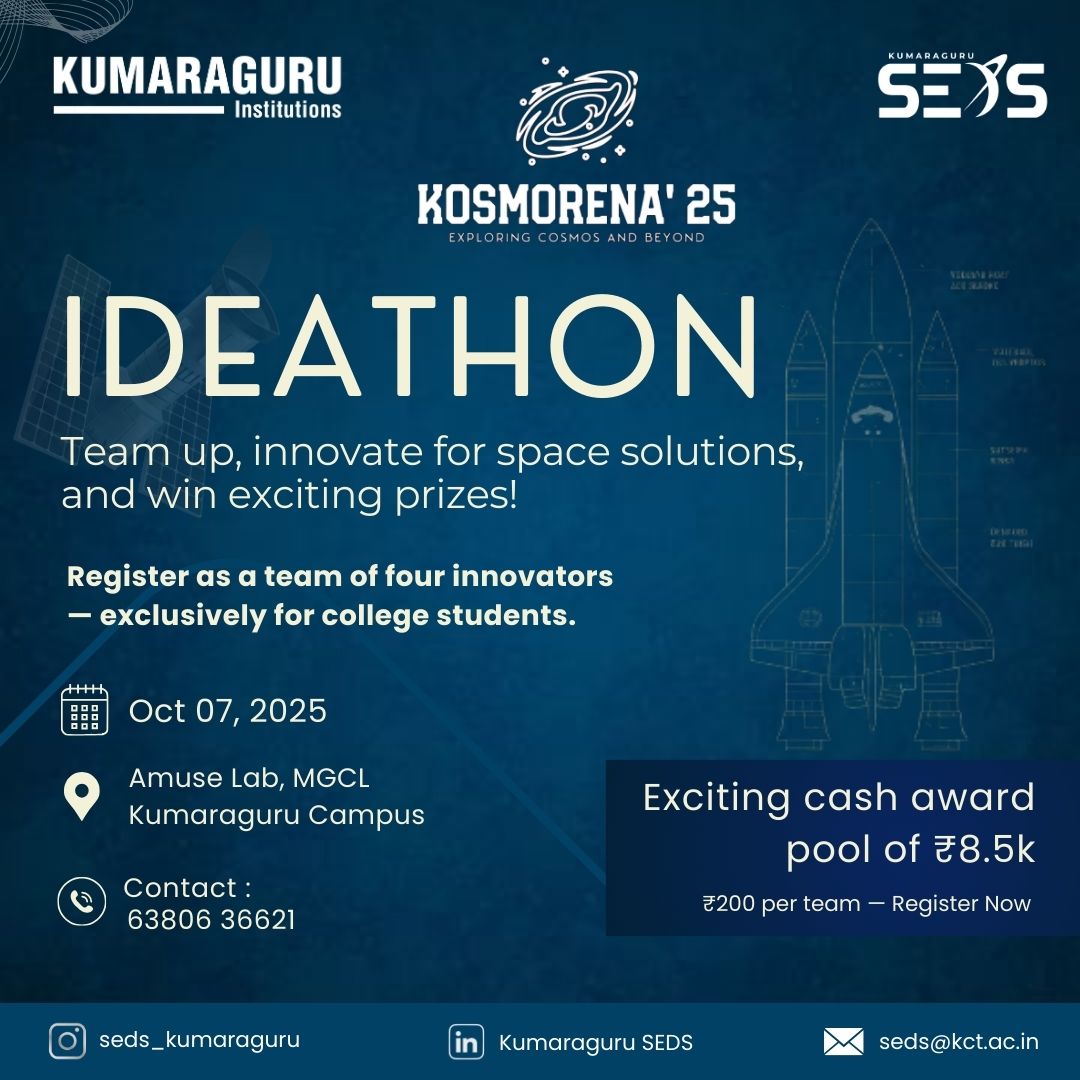 KUMARAGURU
Institutions
KOSMORENA' 25
EXPLORING COSMOS AND BEYOND
KUMARAGURU
SEDS
IDEATHON
Team up, innovate for space solutions,
and win exciting prizes!
Register as a team of four innovators
— exclusively for college students.
Oct 07, 2025
Amuse Lab, MGCL
Kumaraguru Campus
Contact :
63806 36621
Exciting cash award
pool of ₹8.5k
₹200 per team — Register Now
seds_kumaraguru
Kumaraguru SEDS
seds@kct.ac.in